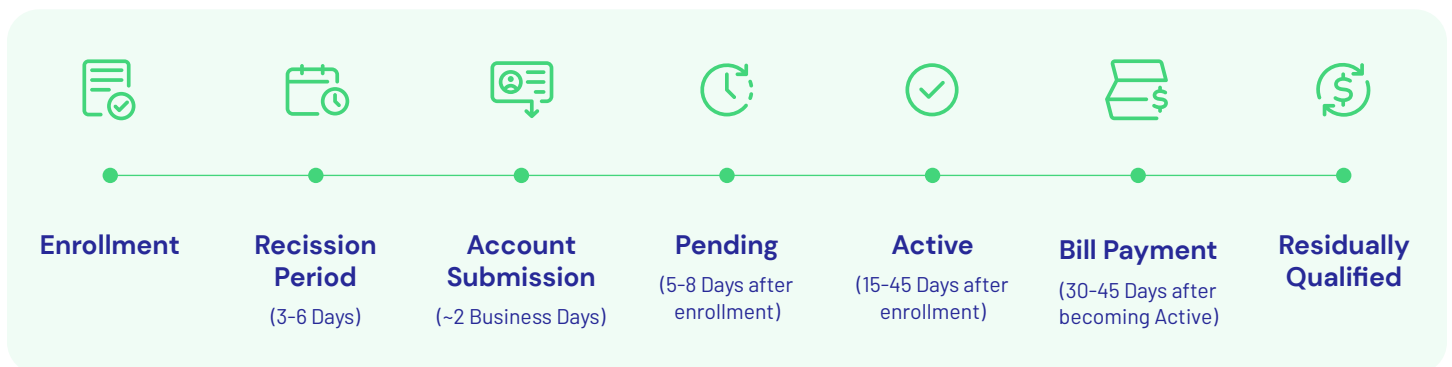 Enrollment
Recission
Period
(3-6 Days)
Account
Submission
(~2 Business Days)
Pending
(5-8 Days after
enrollment)
Active
(15-45 Days after
enrollment)
Bill Payment
(30-45 Days after
becoming Active)
Residually
Qualified